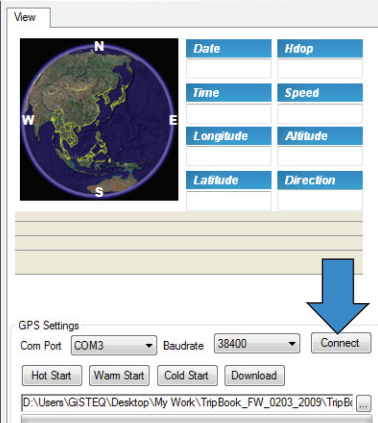 View
N
W
E
S
Date
Hdop
Time
Speed
Longitude
Altitude
Latitude
Direction
GPS Settings
Com Port COM3 Baudrate 38400 Connect
Hot Start Warm Start Cold Start Download
D:\Users\GiSTEQ\Desktop\My Work\TripBook_FW_0203_2009\TripBo ...